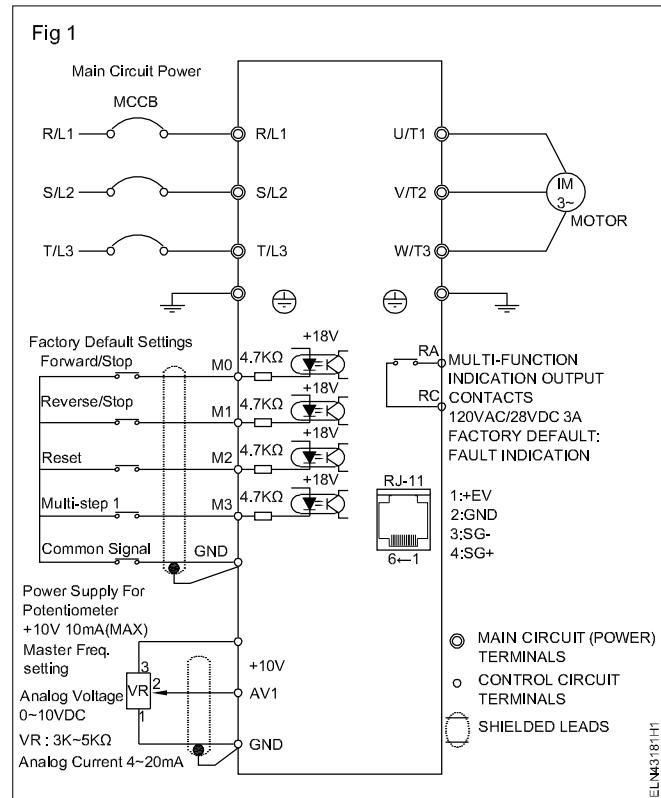 Fig 1
Main Circuit Power
MCCB
R/L1
R/L1
U/T1
S/L2
S/L2
V/T2
IM
3~
MOTOR
T/L3
T/L3
W/T3
Factory Default Settings
Forward/Stop
M0
4.7KΩ
+18V
Reverse/Stop
M1
4.7KΩ
+18V
Reset
M2
4.7KΩ
+18V
Multi-step 1
M3
4.7KΩ
+18V
Common Signal
GND
RA
RC
MULTI-FUNCTION
INDICATION OUTPUT
CONTACTS
120VAC/28VDC 3A
FACTORY DEFAULT:
FAULT INDICATION
RJ-11
6←1
1:+EV
2:GND
3:SG-
4:SG+
Power Supply For
Potentiometer
+10V 10mA(MAX)
Master Freq.
setting
3
VR
2
1
+10V
AV1
GND
Analog Voltage
0~10VDC
VR : 3K~5KΩ
Analog Current 4~20mA
MAIN CIRCUIT (POWER)
TERMINALS
CONTROL CIRCUIT
TERMINALS
SHIELDED LEADS
ELN43181H1